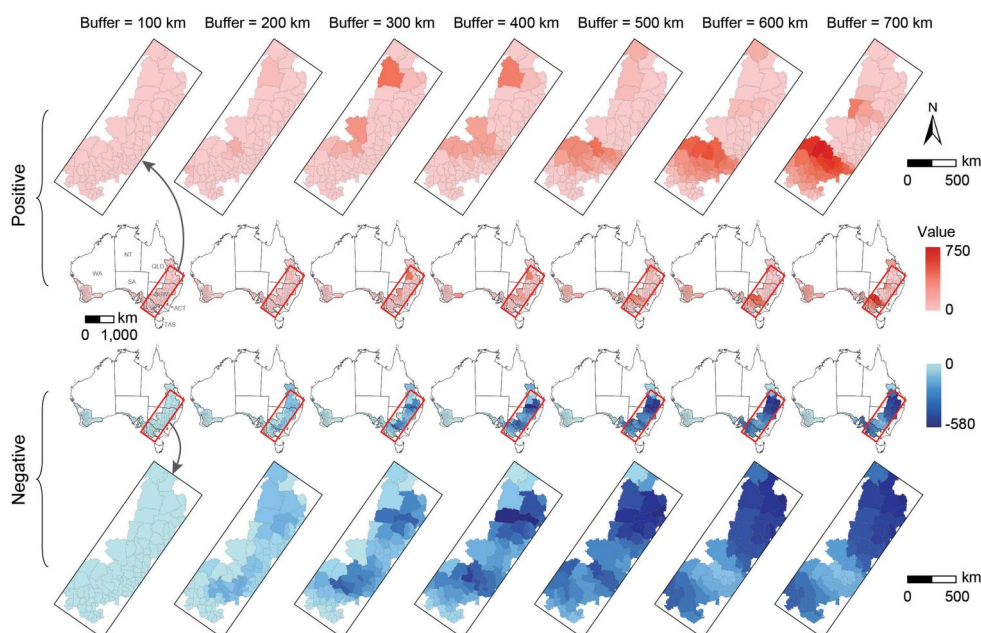 Buffer = 100 km Buffer = 200 km Buffer = 300 km Buffer = 400 km Buffer = 500 km Buffer = 600 km Buffer = 700 km
Positive
N
km
0 500
WA
NT
QLD
SA
ACT
TAS
km
0 1,000
Value
750
0
0
-580
Negative
km
0 500